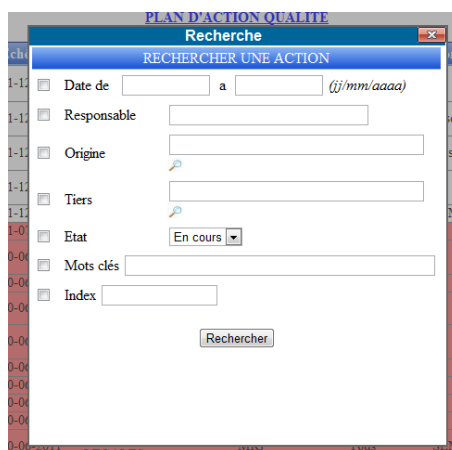 PLAN D'ACTION QUALITE
Recherche
RECHERCHER UNE ACTION
Date de a (jj/mm/aaaa)
Responsable
Origine
Tiers
Etat En cours
Mots clés
Index
Rechercher